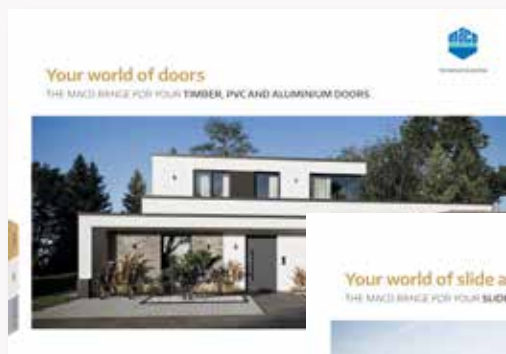 maco
Your world of doors
THE MACO RANGE FOR YOUR TIMBER, PVC AND ALUMINIUM DOORS
Your world of slide a
THE MACO RANGE FOR YOUR SLID